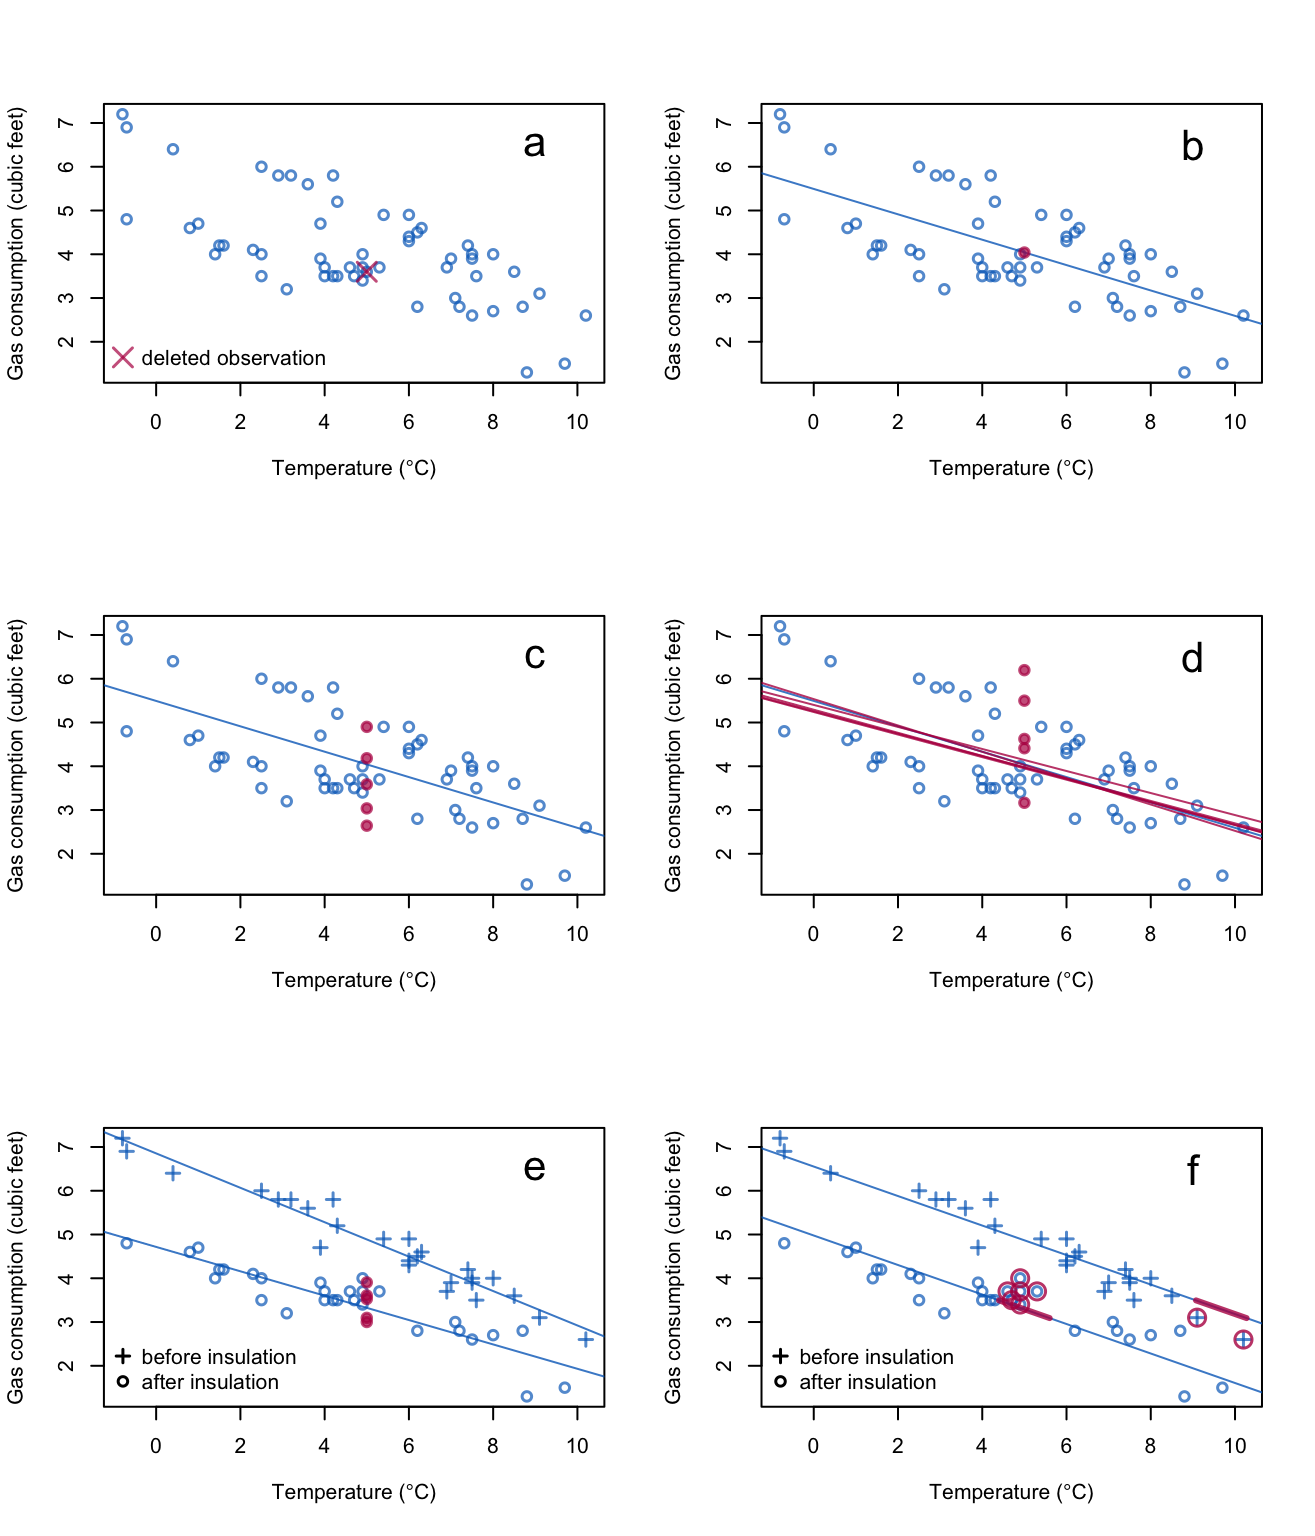 a
Gas consumption (cubic feet)
7
6
5
4
3
2
deleted observation
0 2 4 6 8 10
Temperature (°C)
b
Gas consumption (cubic feet)
7
6
5
4
3
2
0 2 4 6 8 10
Temperature (°C)
c
Gas consumption (cubic feet)
7
6
5
4
3
2
0 2 4 6 8 10
Temperature (°C)
d
Gas consumption (cubic feet)
7
6
5
4
3
2
0 2 4 6 8 10
Temperature (°C)
e
Gas consumption (cubic feet)
7
6
5
4
3
2
before insulation
after insulation
0 2 4 6 8 10
Temperature (°C)
f
Gas consumption (cubic feet)
7
6
5
4
3
2
before insulation
after insulation
0 2 4 6 8 10
Temperature (°C)